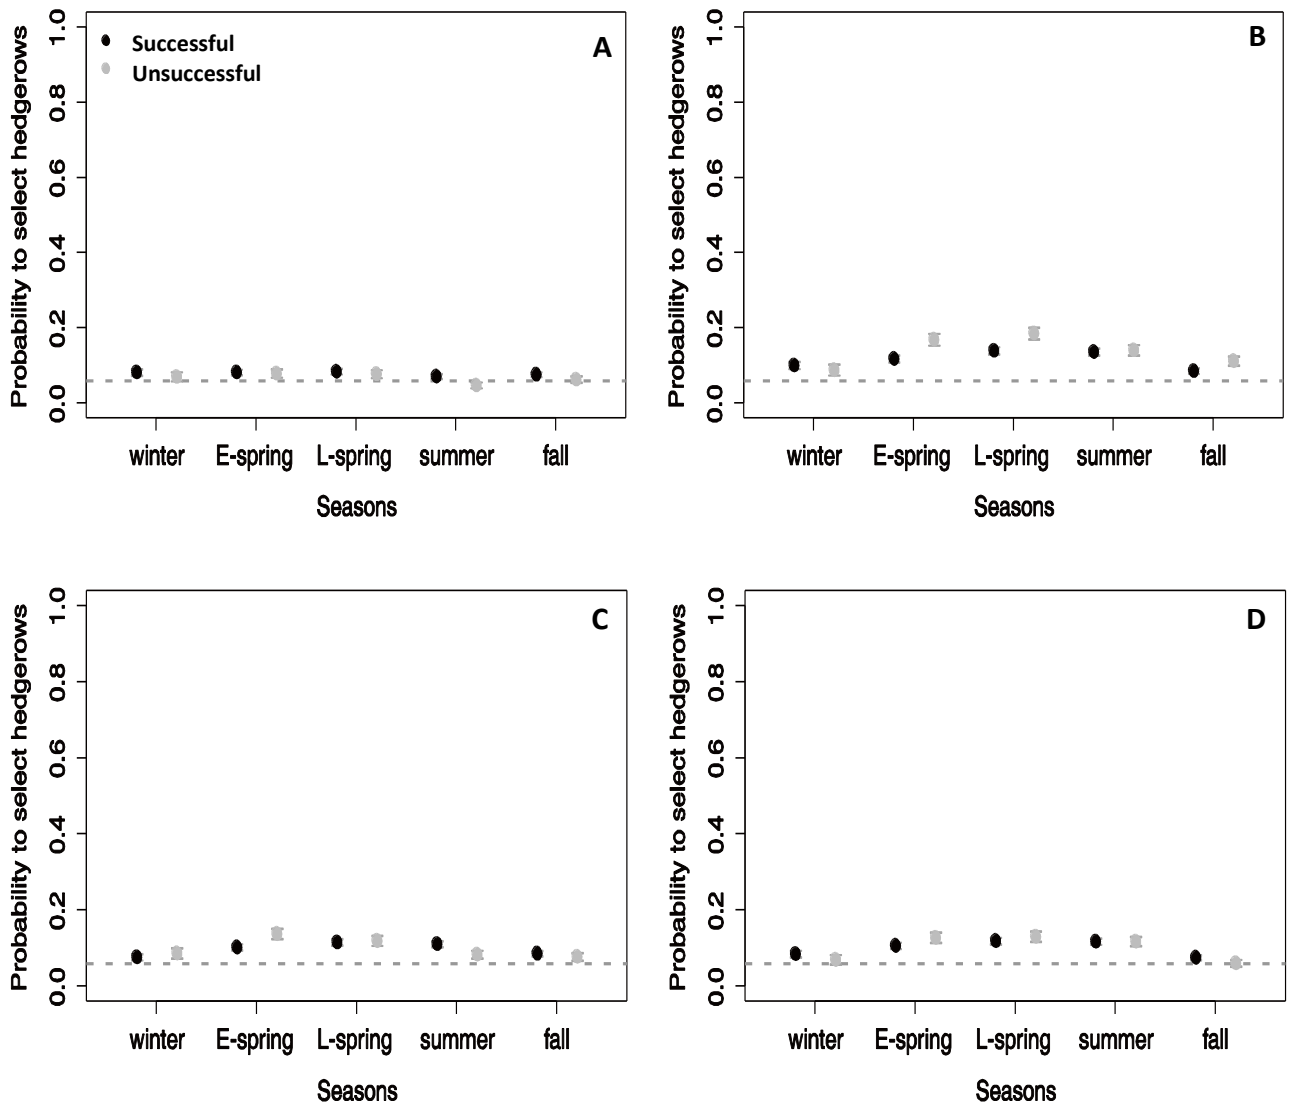 A
Successful
Unsuccessful
Probability to select hedgerows
1.0
0.8
0.6
0.4
0.2
0.0
winter E-spring L-spring summer fall
Seasons
B
Probability to select hedgerows
1.0
0.8
0.6
0.4
0.2
0.0
winter E-spring L-spring summer fall
Seasons
C
Probability to select hedgerows
1.0
0.8
0.6
0.4
0.2
0.0
winter E-spring L-spring summer fall
Seasons
D
Probability to select hedgerows
1.0
0.8
0.6
0.4
0.2
0.0
winter E-spring L-spring summer fall
Seasons